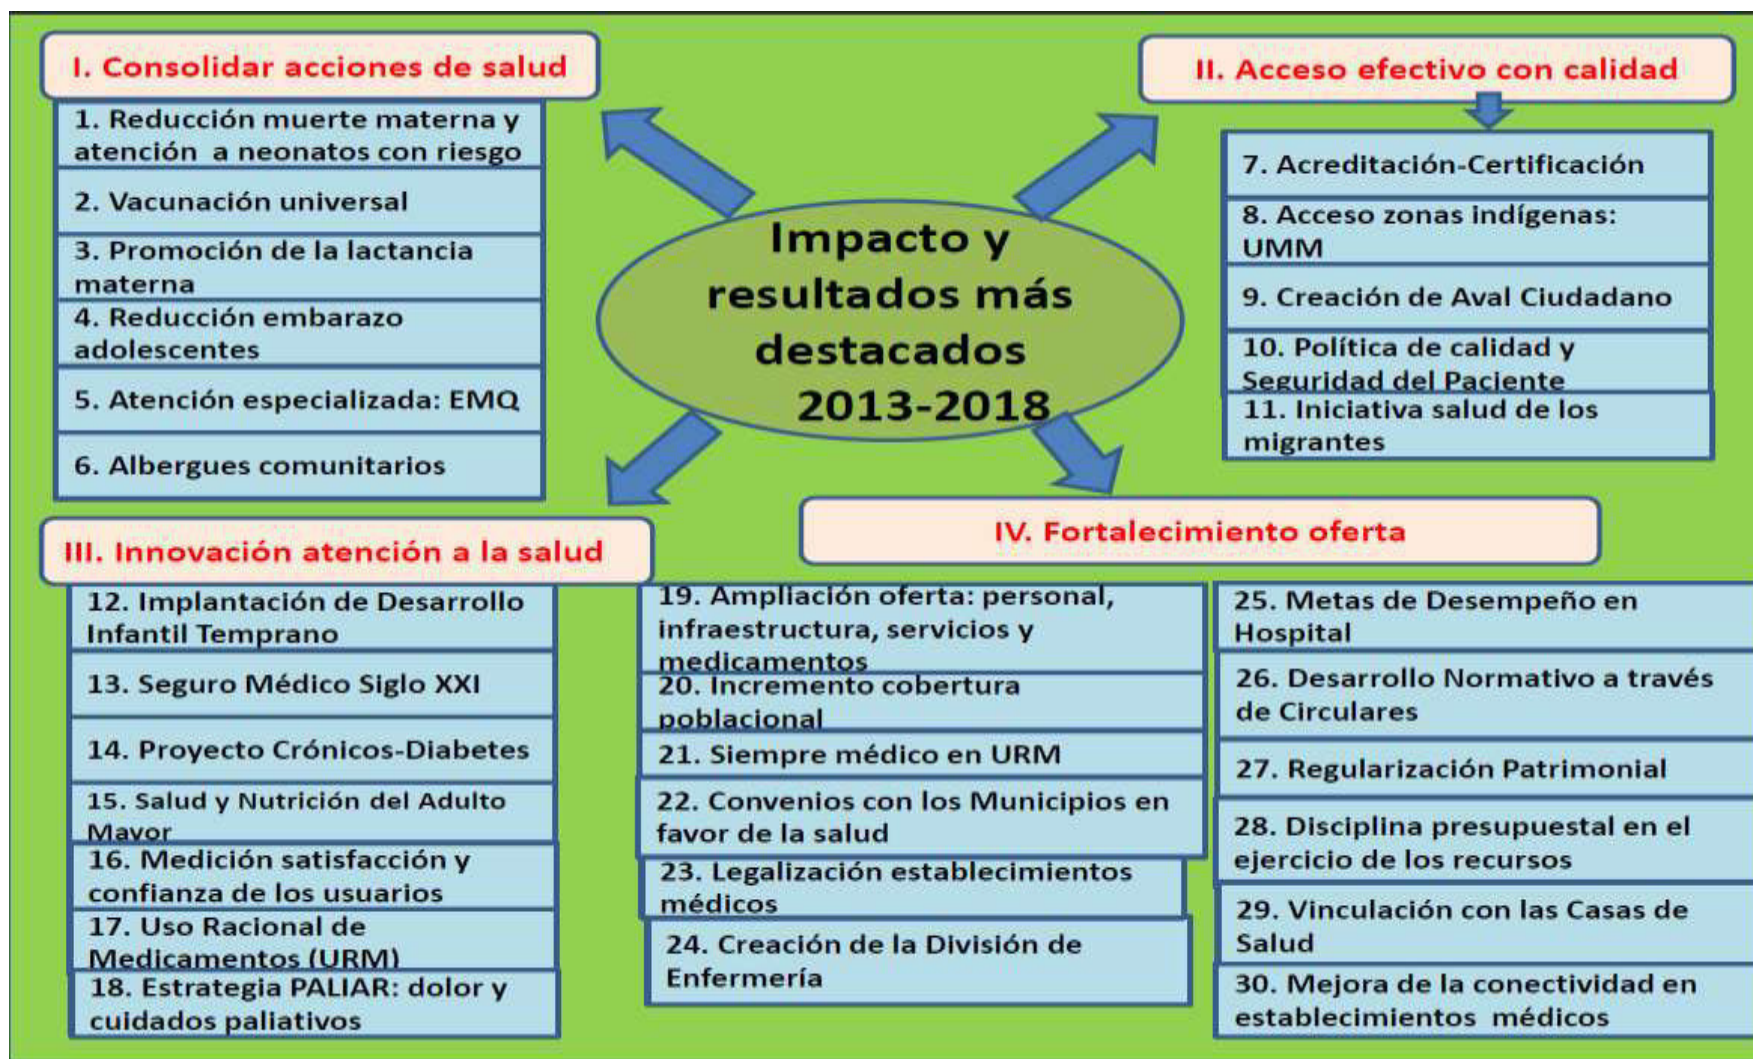 I. Consolidar acciones de salud
1. Reducción muerte materna y
atención a neonatos con riesgo
2. Vacunación universal
3. Promoción de la lactancia
materna
4. Reducción embarazo
adolescentes
5. Atención especializada: EMQ
6. Albergues comunitarios
II. Acceso efectivo con calidad
7. Acreditación-Certificación
8. Acceso zonas indígenas:
UMM
9. Creación de Aval Ciudadano
10. Política de calidad y
Seguridad del Paciente
11. Iniciativa salud de los
migrantes
Impacto y
resultados más
destacados
2013-2018
III. Innovación atención a la salud
12. Implantación de Desarrollo
Infantil Temprano
13. Seguro Médico Siglo XXI
14. Proyecto Crónicos-Diabetes
15. Salud y Nutrición del Adulto
Mayor
16. Medición satisfacción y
confianza de los usuarios
17. Uso Racional de
Medicamentos (URM)
18. Estrategia PALIAR: dolor y
cuidados paliativos
IV. Fortalecimiento oferta
19. Ampliación oferta: personal,
infraestructura, servicios y
medicamentos
20. Incremento cobertura
poblacional
21. Siempre médico en URM
22. Convenios con los Municipios en
favor de la salud
23. Legalización establecimientos
médicos
24. Creación de la División de
Enfermería
25. Metas de Desempeño en
Hospital
26. Desarrollo Normativo a través
de Circulares
27. Regularización Patrimonial
28. Disciplina presupuestal en el
ejercicio de los recursos
29. Vinculación con las Casas de
Salud
30. Mejora de la conectividad en
establecimientos médicos